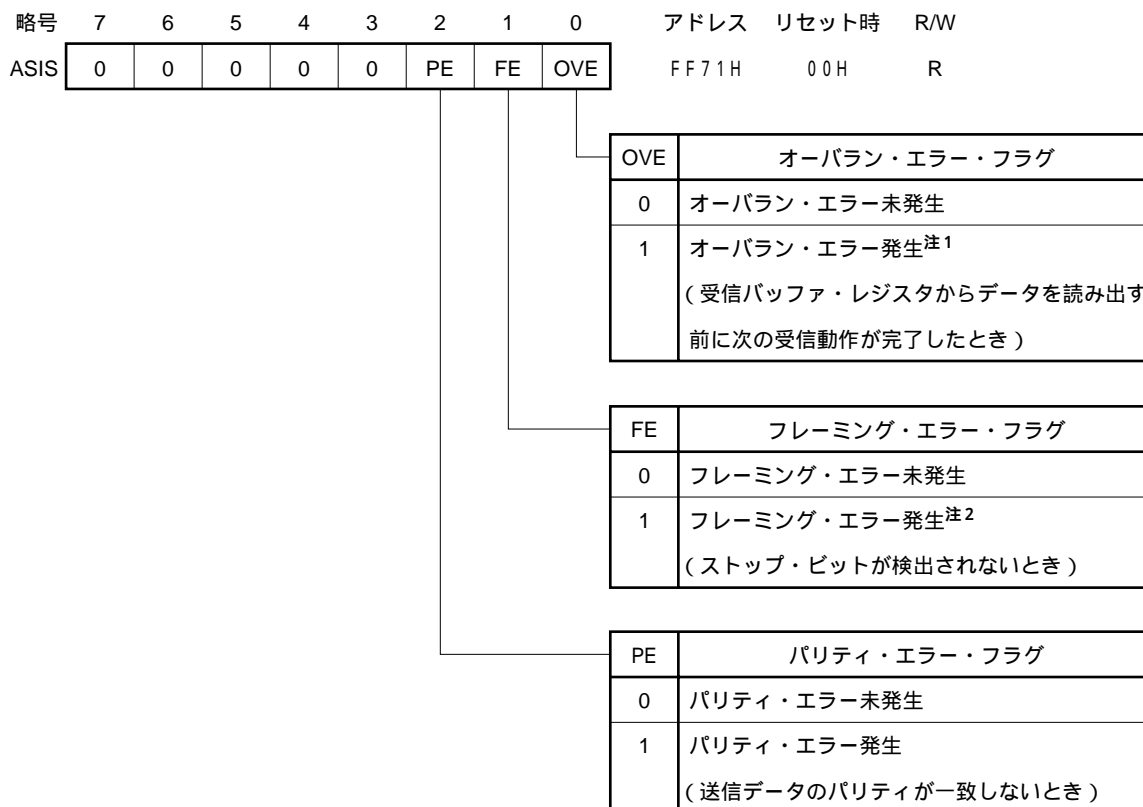 略号 7 6 5 4 3 2 1 0 アドレス リセット時 R/W
ASIS 0 0 0 0 0 PE FE OVE FF71H 00H R
OVE オーバラン・エラー・フラグ
0 オーバラン・エラー未発生
1 オーバラン・エラー発生注1
(受信バッファ・レジスタからデータを読み出す
前に次の受信動作が完了したとき)
FE フレーミング・エラー・フラグ
0 フレーミング・エラー未発生
1 フレーミング・エラー発生注2
(ストップ・ビットが検出されないとき)
PE パリティ・エラー・フラグ
0 パリティ・エラー未発生
1 パリティ・エラー発生
(送信データのパリティが一致しないとき)